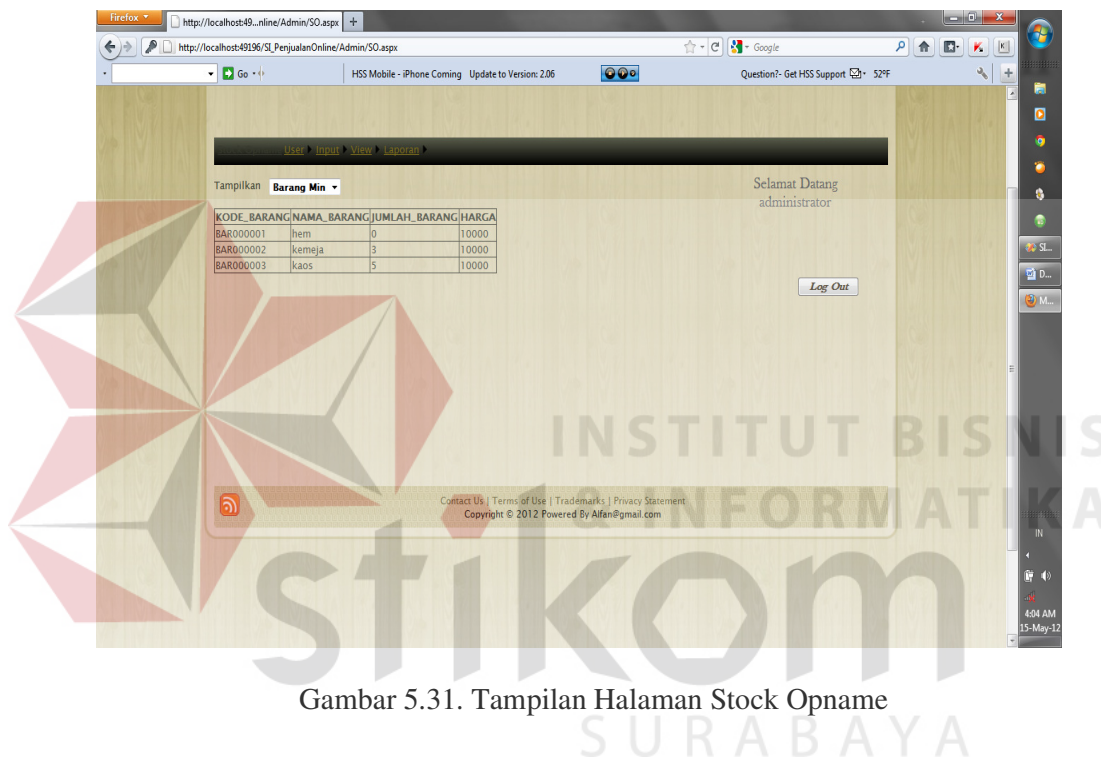 Firefox
http://localhost:49...nline/Admin/SO.aspx
http://localhost:49196/SI_PenjualanOnline/Admin/SO.aspx
Google
Go
HSS Mobile - iPhone Coming Update to Version: 2.06
Question?- Get HSS Support
52°F
User Input View Laporan
Tampilkan Barang Min
Selamat Datang
administrator
KODE_BARANG NAMA_BARANG JUMLAH_BARANG HARGA
BAR000001 hem 0 10000
BAR000002 kemeja 3 10000
BAR000003 kaos 5 10000
Log Out
SI...
D...
M...
Contact Us | Terms of Use | Trademarks | Privacy Statement
Copyright © 2012 Powered By Alfan@gmail.com
IN
4:04 AM
15-May-12
INSTITUT BISNIS
& INFORMATIKA
stikom
SURABAYA
Gambar 5.31. Tampilan Halaman Stock Opname